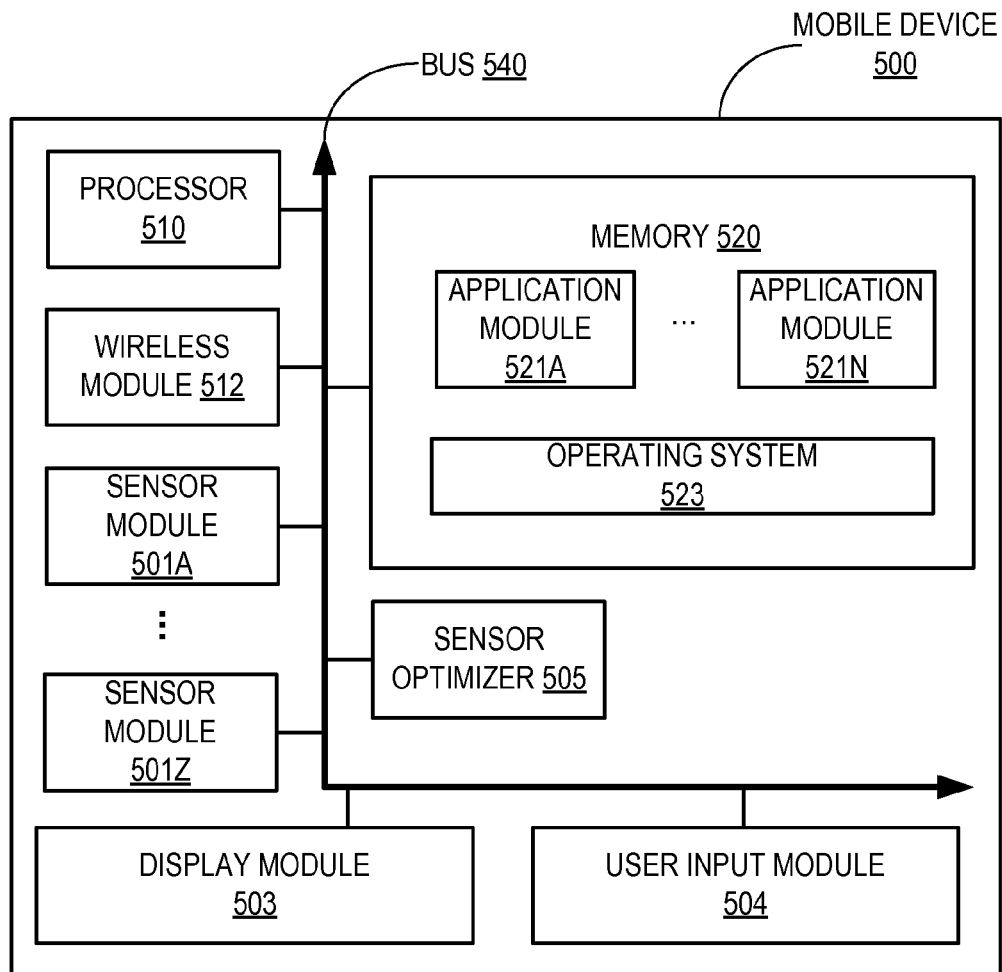 MOBILE DEVICE
500
BUS 540
PROCESSOR
510
MEMORY 520
APPLICATION
MODULE
521A
...
APPLICATION
MODULE
521N
WIRELESS
MODULE 512
OPERATING SYSTEM
523
SENSOR
MODULE
501A
...
SENSOR
OPTIMIZER 505
SENSOR
MODULE
501Z
DISPLAY MODULE
503
USER INPUT MODULE
504